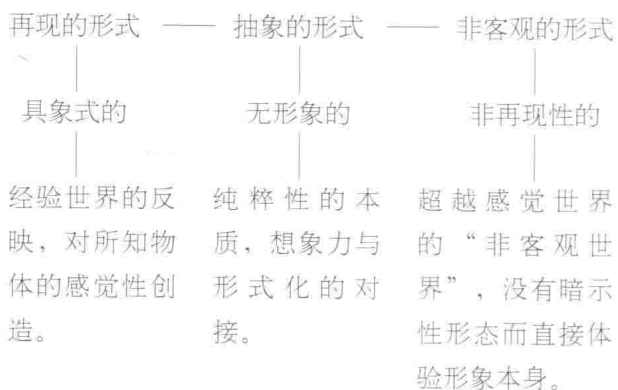 再现的形式 —— 抽象的形式 —— 非客观的形式
具象式的 无形象的 非再现性的
经验世界的反 纯粹性的本 超越感觉世界
映，对所知物 质，想象力与 的“非客观世
体的感觉性创 形式化的对 界”，没有暗示
造。 接。 性形态而直接体
验形象本身。